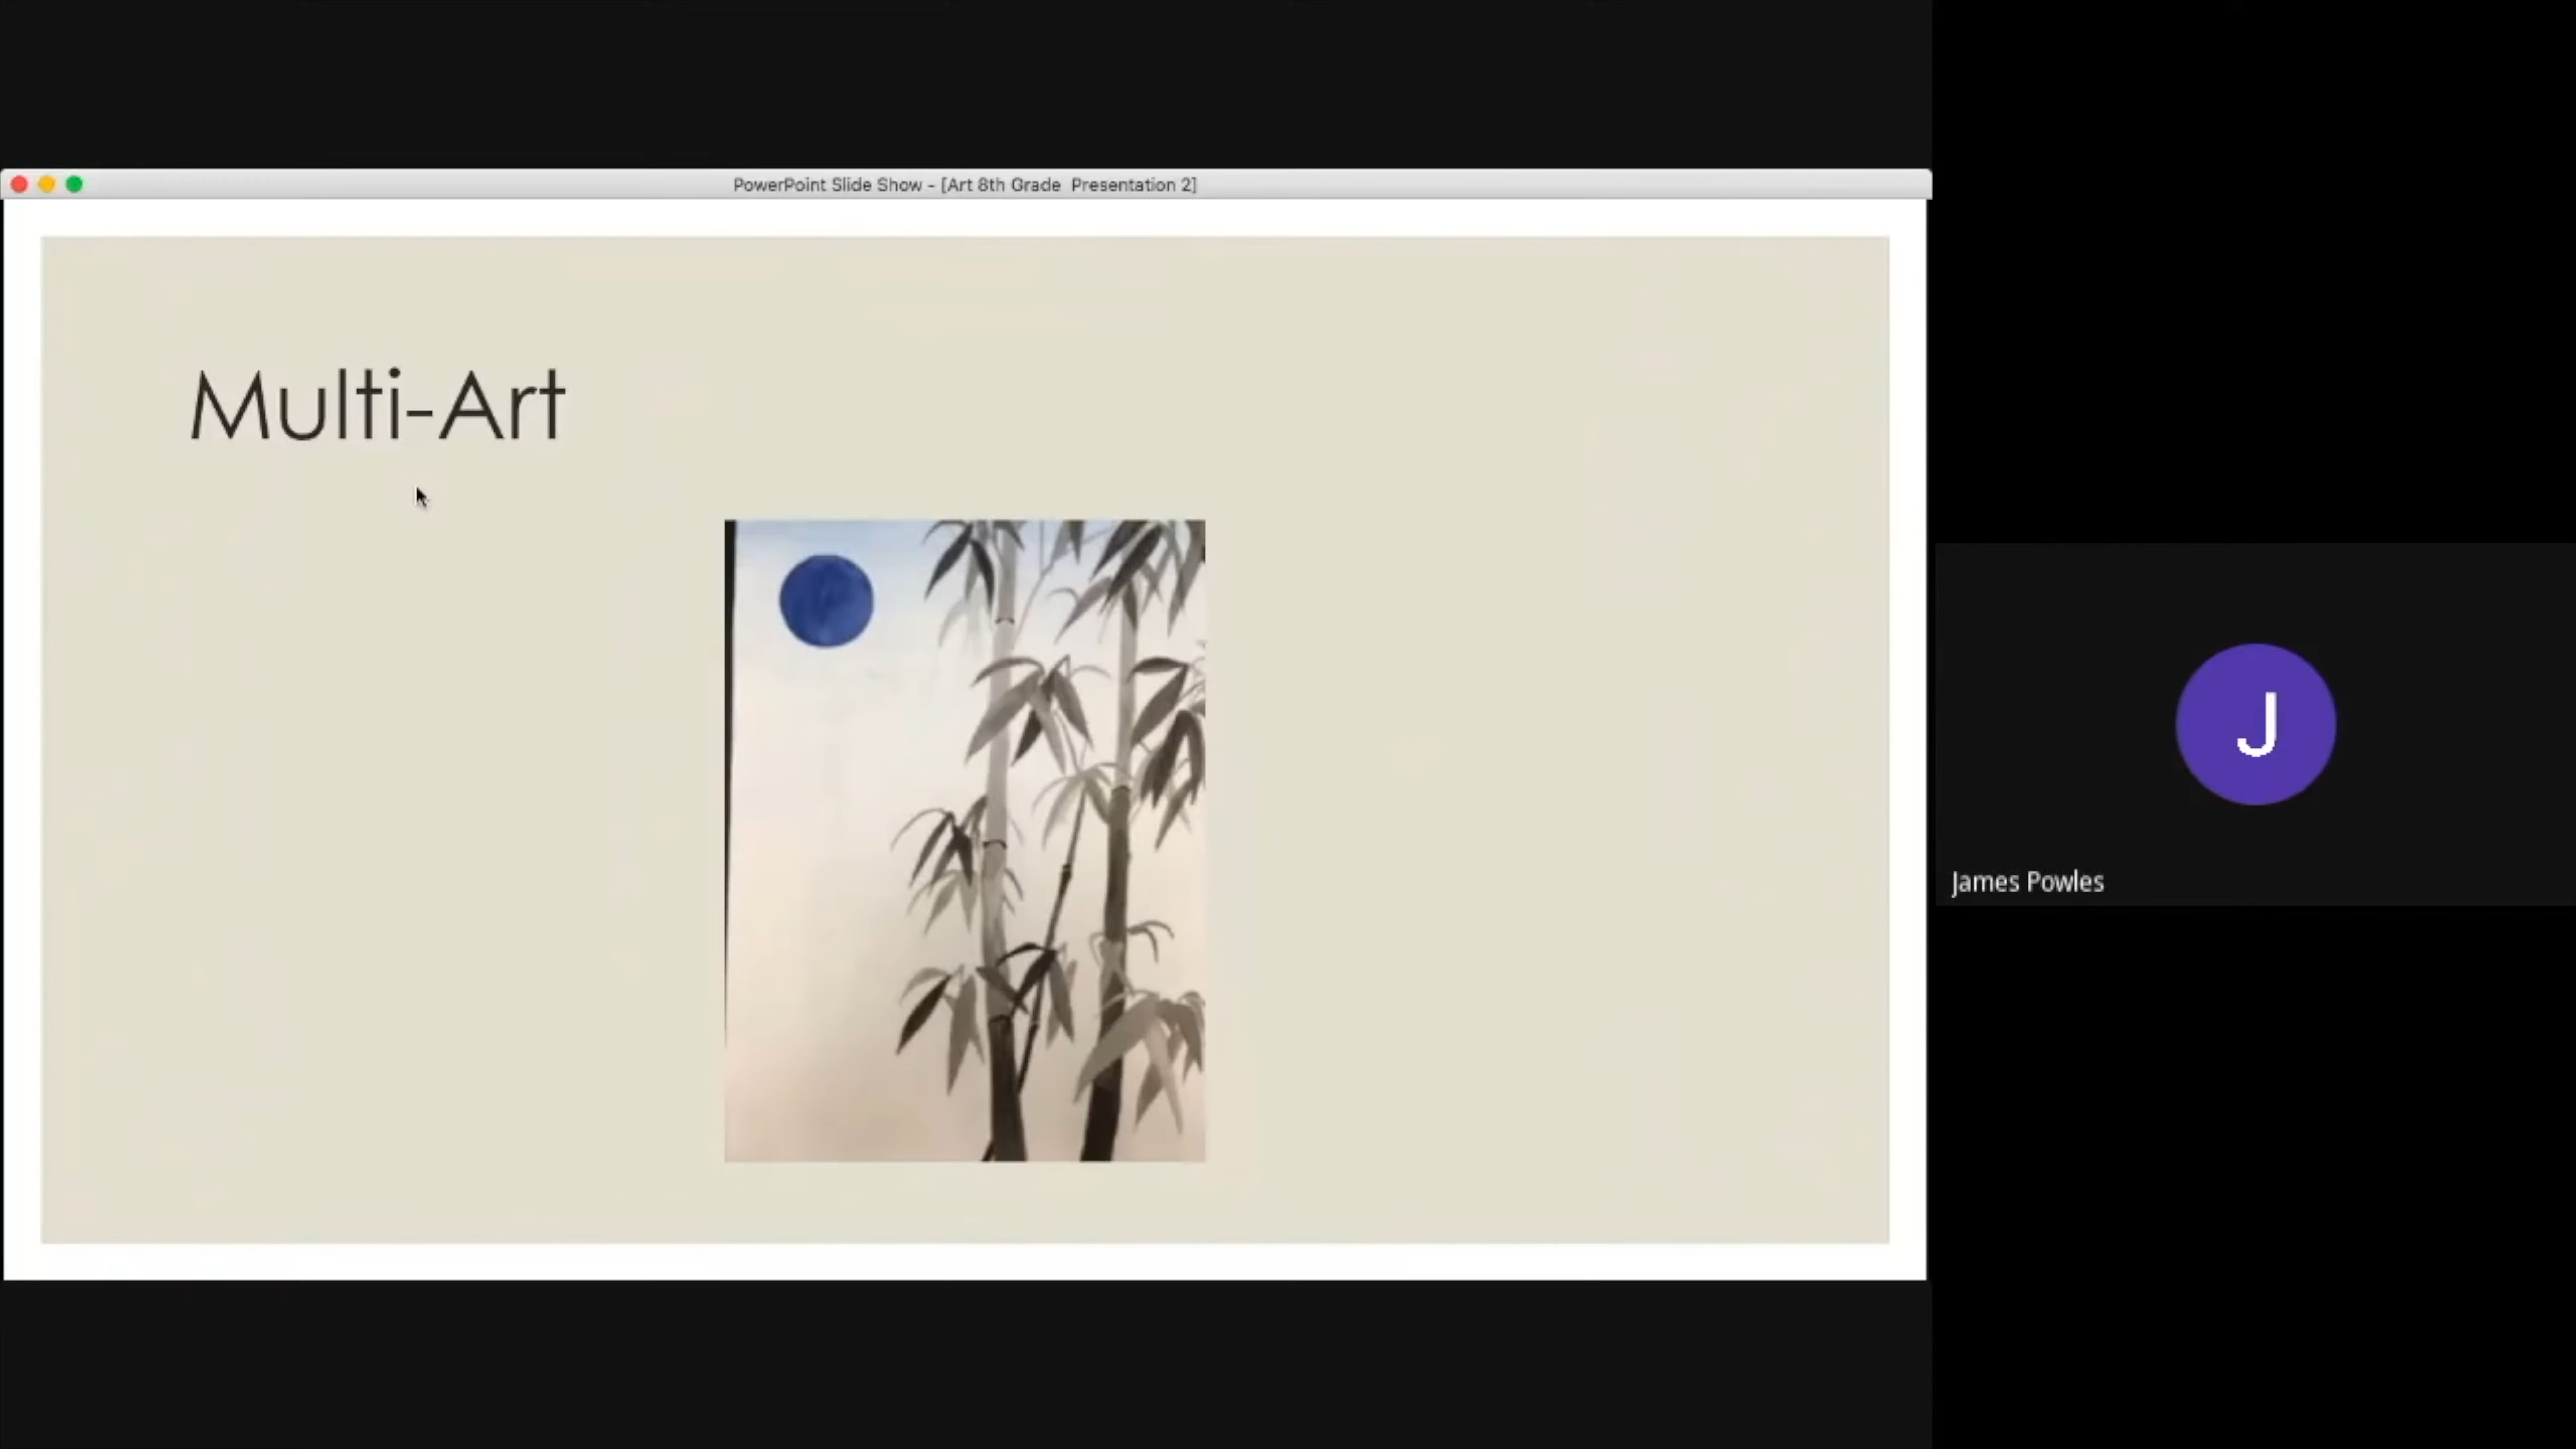 PowerPoint Slide Show - [Art 8th Grade  Presentation 2]
Multi-Art
J
James Powles